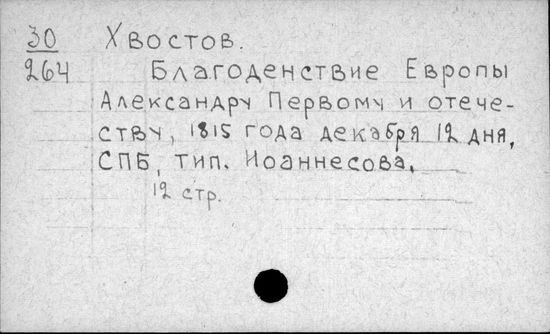 30 Хвостов.
264 Благоденствие Европы
Александру Первому и отече-
ству, 1815 года декабря 12 дня,
СПБ, тип. Иоаннесова.
12 стр.